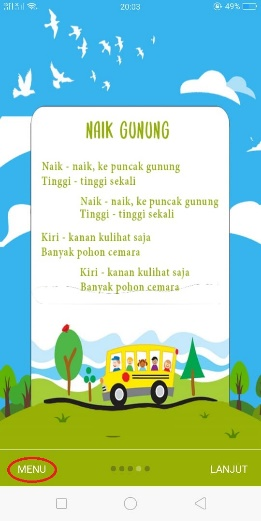 20:03
49%
NAIK GUNUNG
Naik - naik, ke puncak gunung
Tinggi - tinggi sekali
Naik - naik, ke puncak gunung
Tinggi - tinggi sekali
Kiri - kanan kulihat saja
Banyak pohon cemara
Kiri - kanan kulihat saja
Banyak pohon cemara
MENU
LANJUT